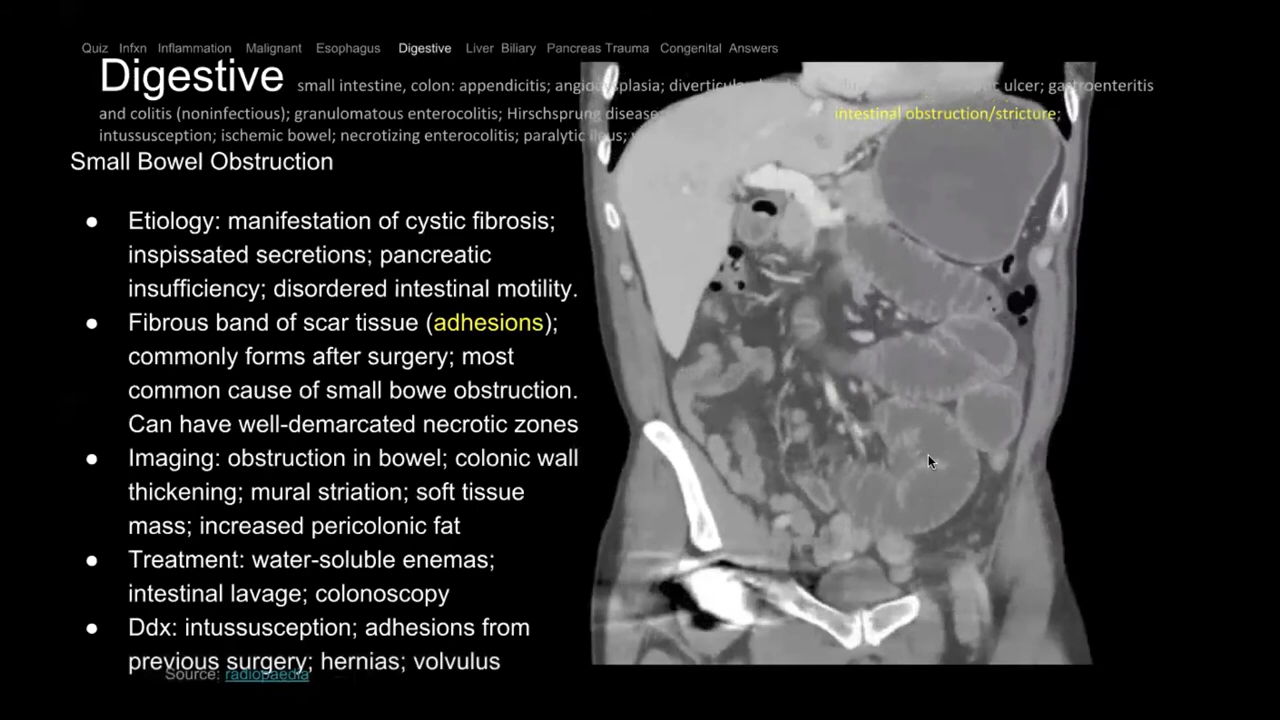 Quiz Infxn Inflammation Malignant Esophagus Digestive Liver Biliary Pancreas Trauma Congenital Answers
Digestive small intestine, colon: appendicitis; ulcer; gastroenteritis
and colitis (noninfectious); granulomatous enterocolitis; Hirschsprung disease intestinal obstruction/stricture;
intussusception; ischemic bowel; necrotizing enterocolitis; paralytic ileus;
Small Bowel Obstruction
● Etiology: manifestation of cystic fibrosis;
inspissated secretions; pancreatic
insufficiency; disordered intestinal motility.
● Fibrous band of scar tissue (adhesions);
commonly forms after surgery; most
common cause of small bowe obstruction.
Can have well-demarcated necrotic zones
● Imaging: obstruction in bowel; colonic wall
thickening; mural striation; soft tissue
mass; increased pericolonic fat
● Treatment: water-soluble enemas;
intestinal lavage; colonoscopy
● Ddx: intussusception; adhesions from
previous surgery; hernias; volvulus
Source: radiopaedia